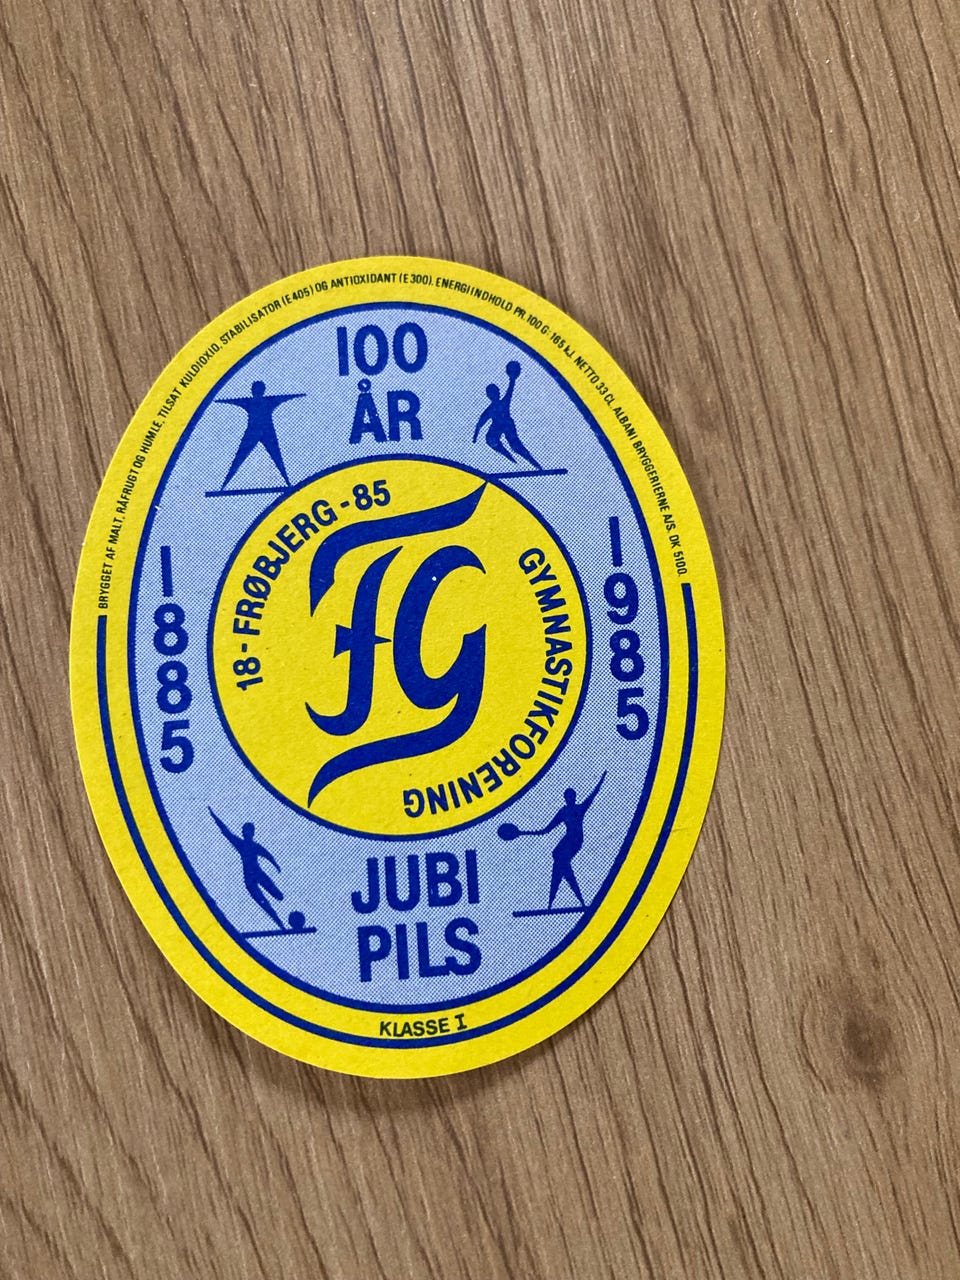 BRYGGET AF MALT, RÅFRUGT OG HUMLE, TILSAT KULDIOXID, STABILISATOR (E405) OG ANTIOXIDANT (E300). ENERGIINDHOLD PR. 100 G: 165 kJ. NETTO 33 CL. ALBANI BRYGGERIERNE A/S. DK 5100.
100
ÅR
18 - FRØBJERG - 85
GYMNASTIKFORENING
FG
1885
1985
JUBI
PILS
KLASSE I